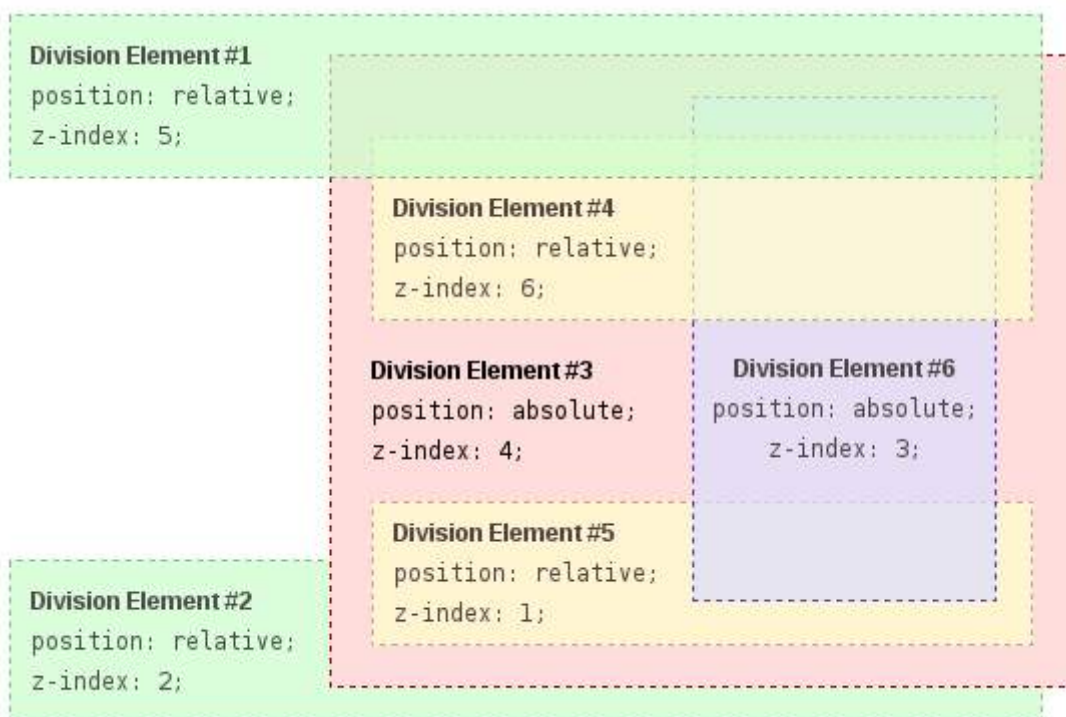 Division Element #1
position: relative;
z-index: 5;
Division Element #4
position: relative;
z-index: 6;
Division Element #3
position: absolute;
z-index: 4;
Division Element #6
position: absolute;
z-index: 3;
Division Element #5
position: relative;
z-index: 1;
Division Element #2
position: relative;
z-index: 2;